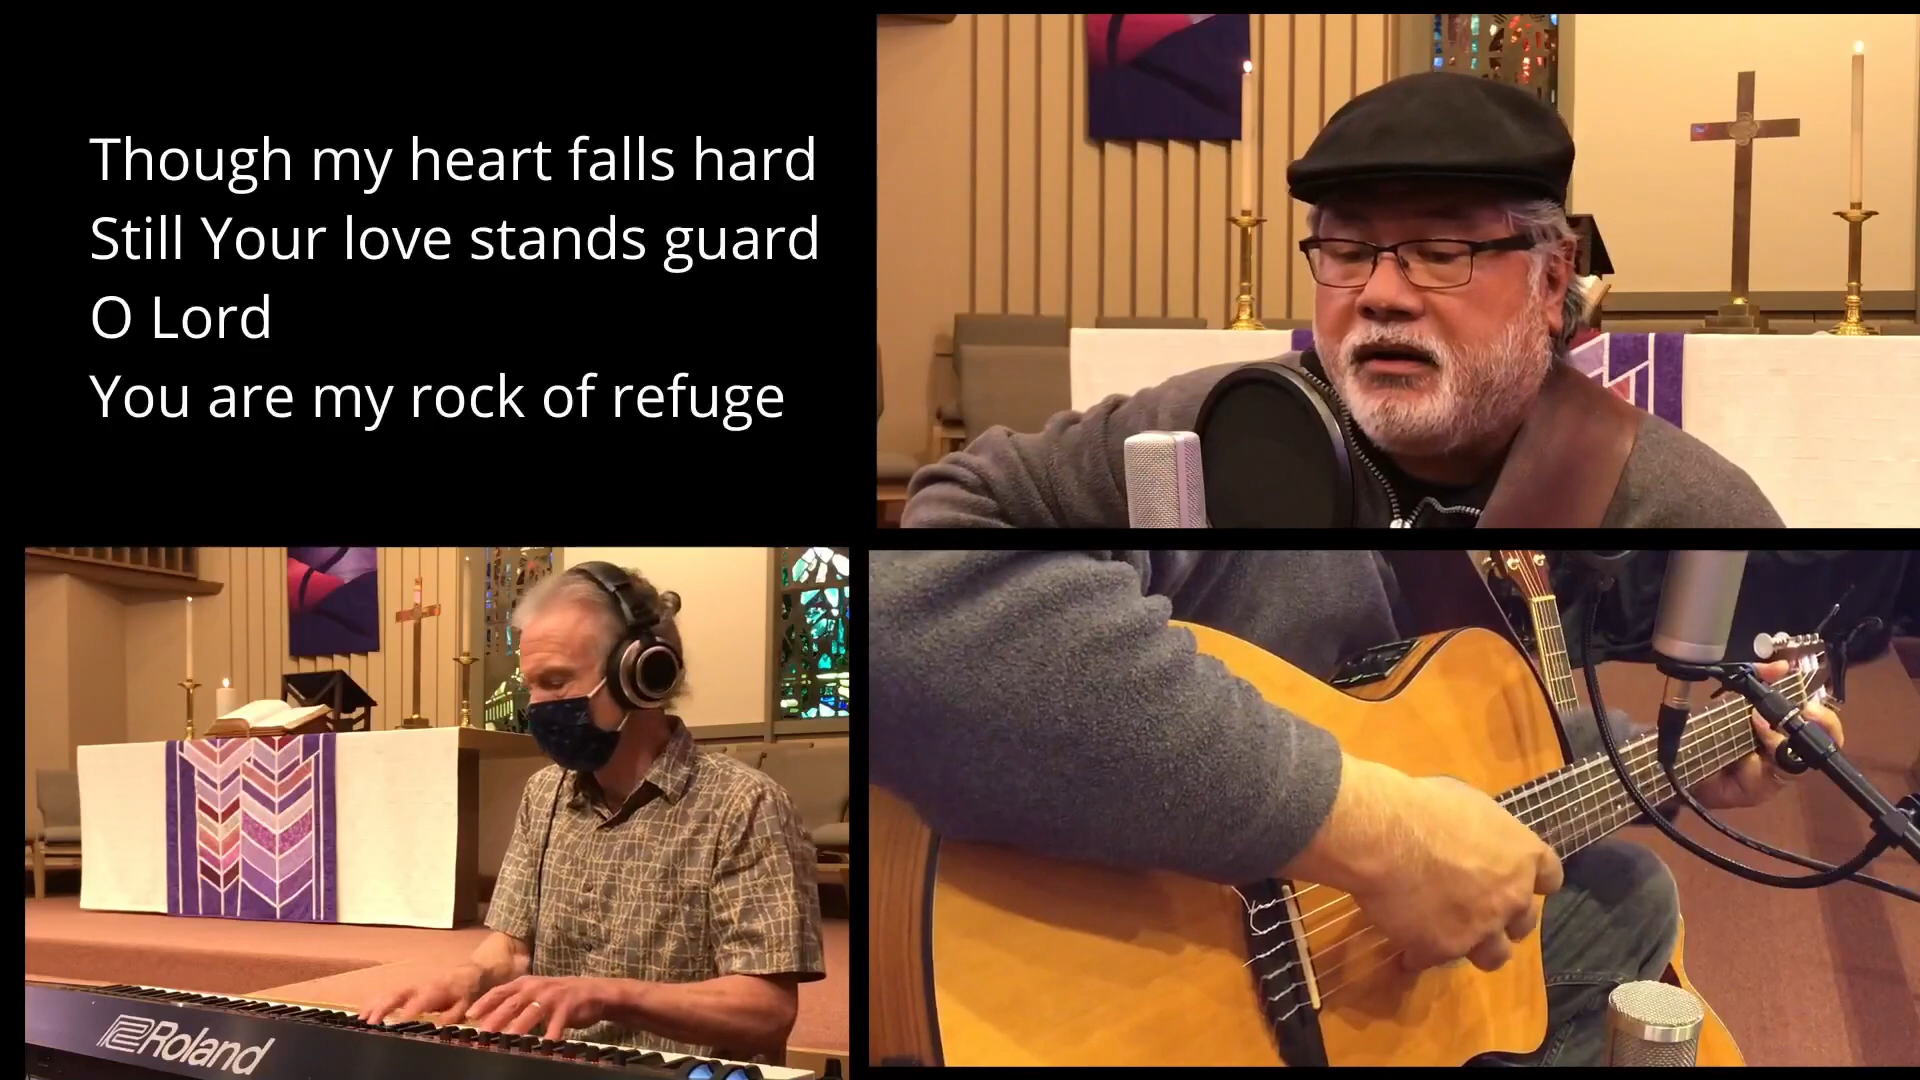 Though my heart falls hard
Still Your love stands guard
O Lord
You are my rock of refuge
Roland